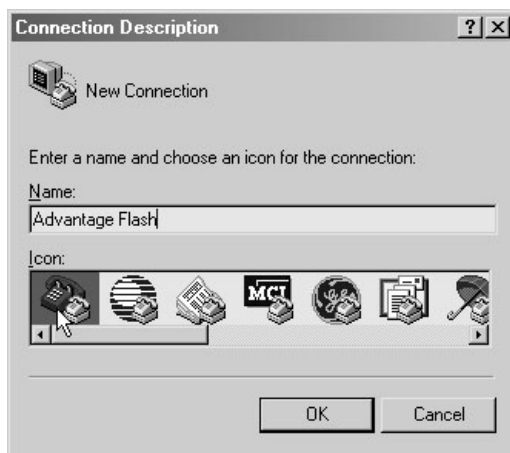 Connection Description
? X
New Connection
Enter a name and choose an icon for the connection:
Name:
Advantage Flash
Icon:
MCI
OK Cancel